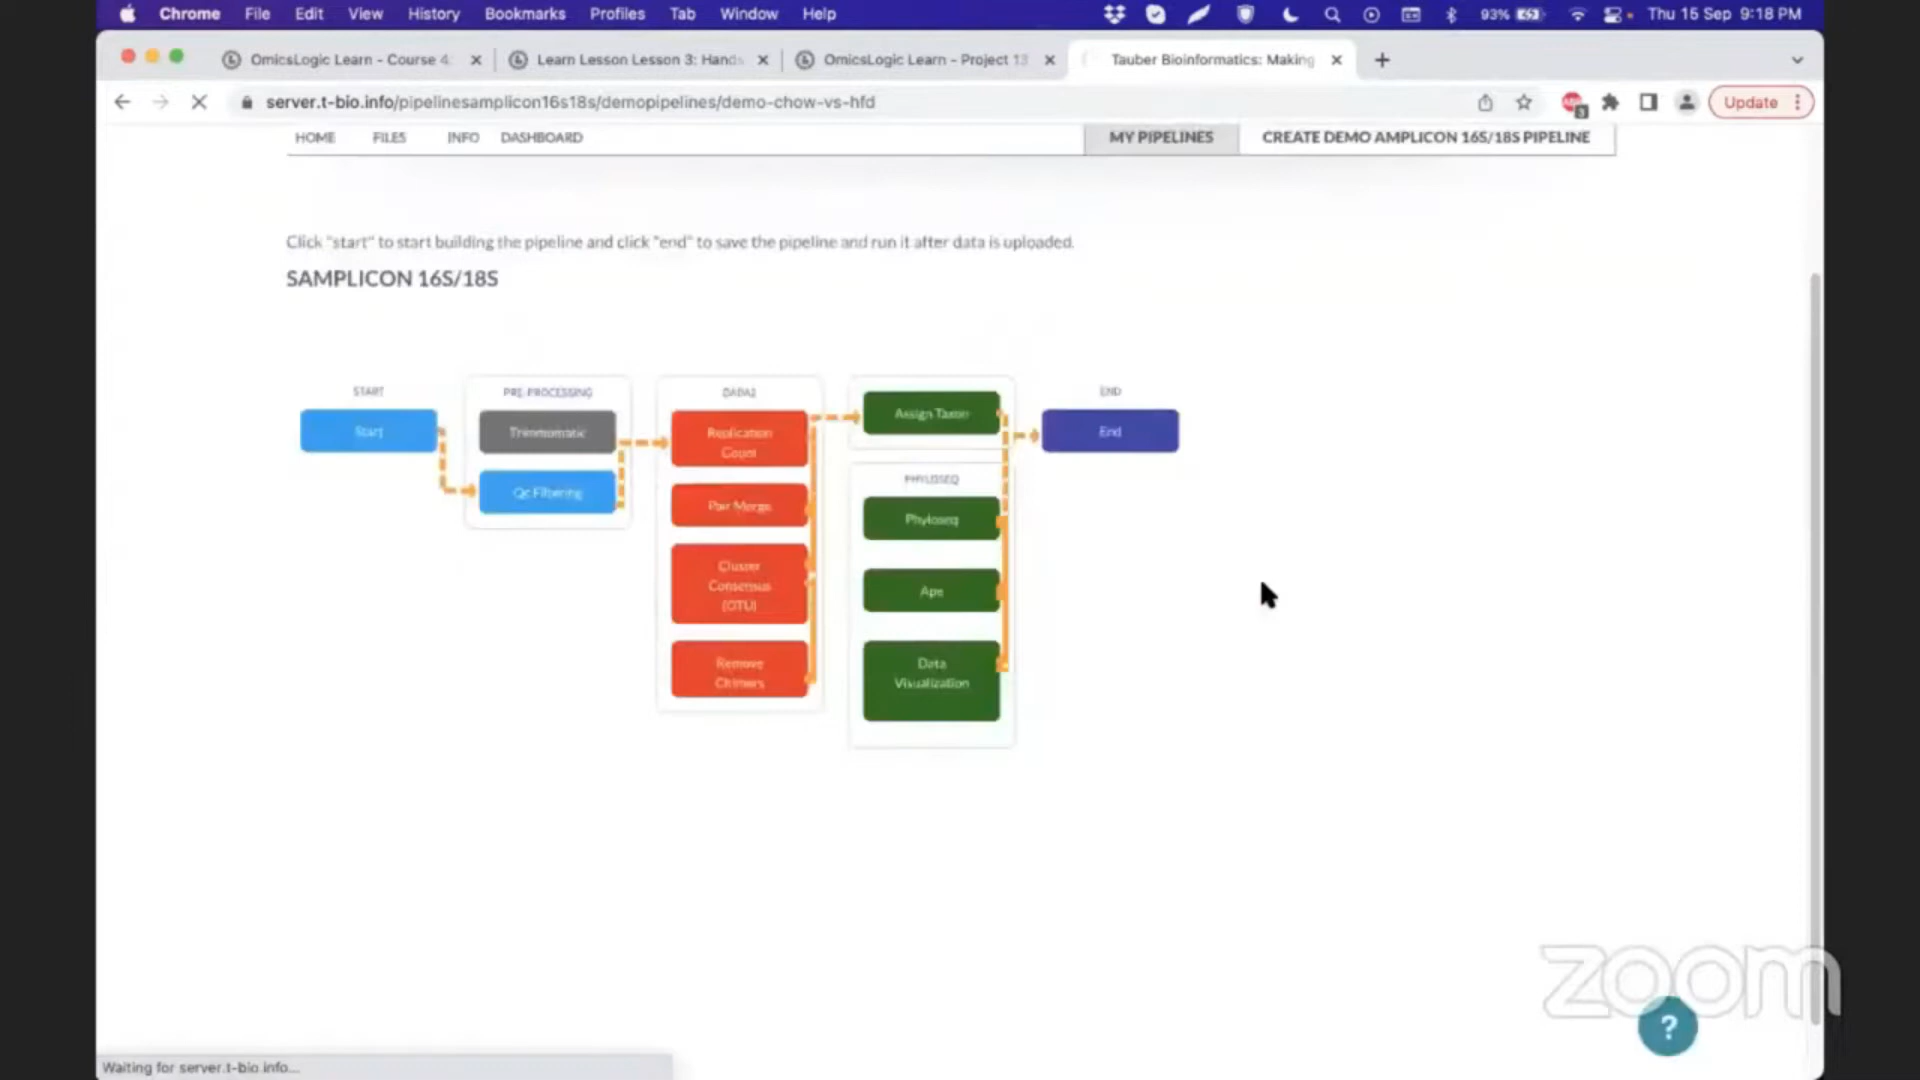 Chrome File Edit View History Bookmarks Profiles Tab Window Help 93% Thu 15 Sep 9:18 PM
OmicsLogic Learn - Course 4 Learn Lesson Lesson 3: Hands OmicsLogic Learn - Project 13 Tauber Bioinformatics: Making
server.t-bio.info/pipelinesamplicon16s18s/demopipelines/demo-chow-vs-hfd Update
HOME FILES INFO DASHBOARD MY PIPELINES CREATE DEMO AMPLICON 16S/18S PIPELINE
Click "start" to start building the pipeline and click "end" to save the pipeline and run it after data is uploaded.
SAMPLICON 16S/18S
START
Start
PRE-PROCESSING
Trimmomatic
Qc Filtering
DADA2
Replication
Count
Pair Merge
Cluster
Consensus
(OTU)
Remove
Chimers
Assign Taxon
PHYLOSEQ
Phyloseq
Ape
Data
Visualization
END
End
zoom
?
Waiting for server.t-bio.info...